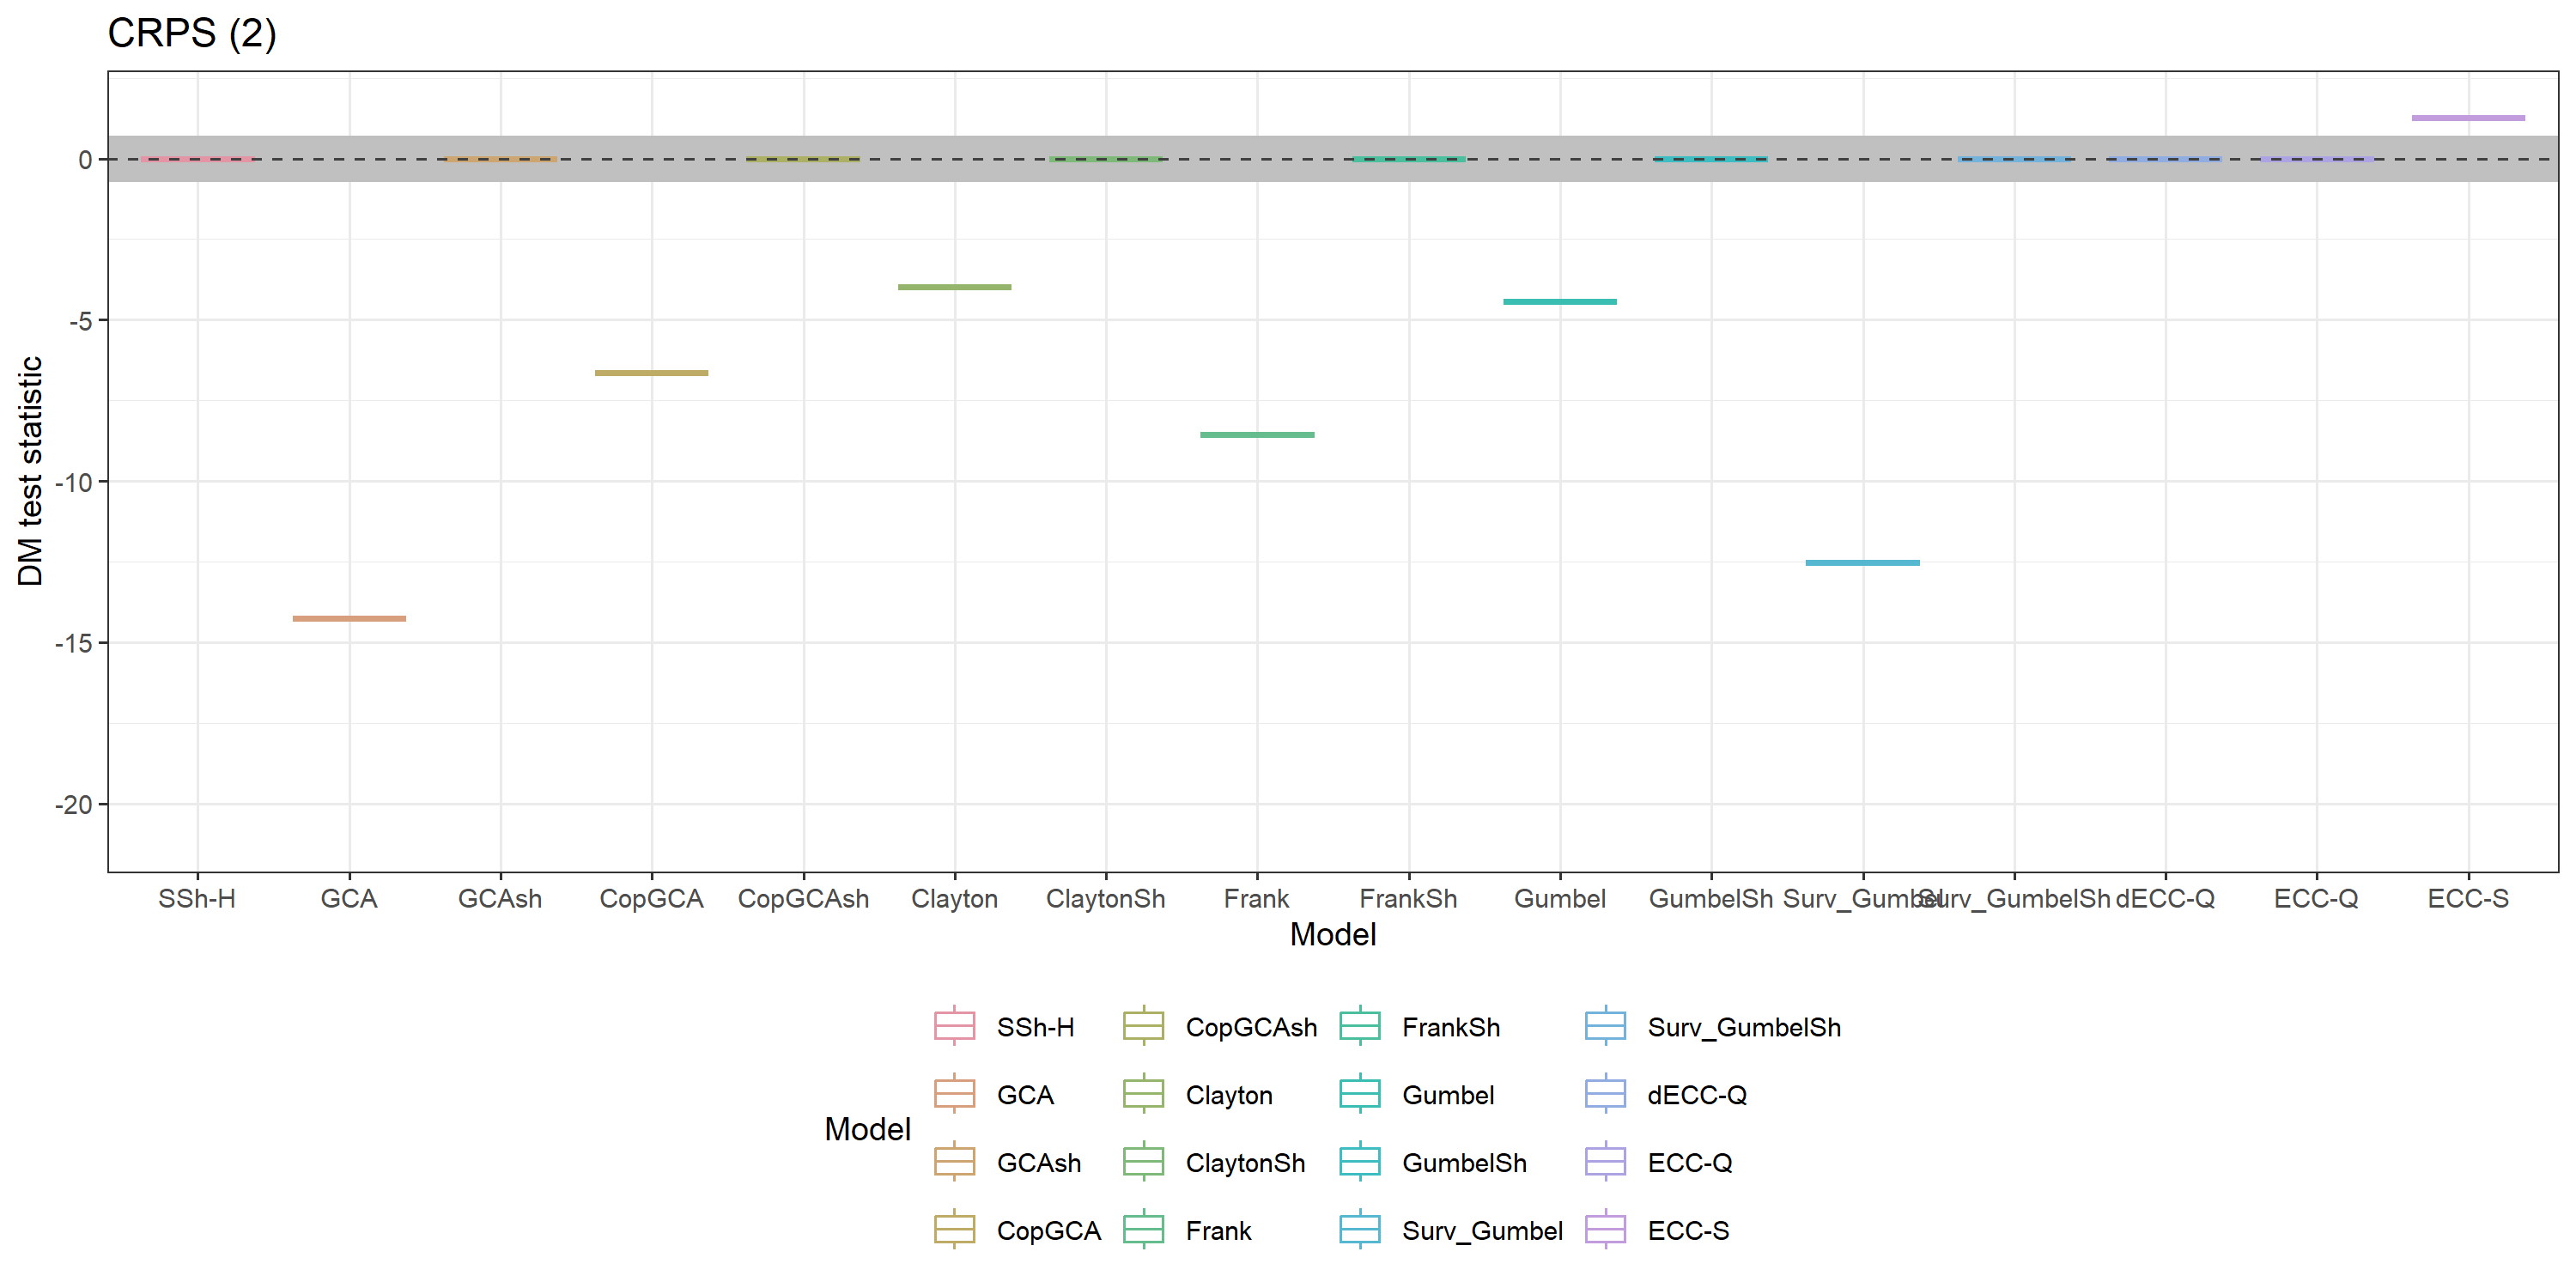 CRPS (2)
DM test statistic
0
-5
-10
-15
-20
SSh-H GCA GCAsh CopGCA CopGCAsh Clayton ClaytonSh Frank FrankSh Gumbel GumbelSh Surv_Gumbel Surv_GumbelSh dECC-Q ECC-Q ECC-S
Model
Model
SSh-H CopGCAsh FrankSh Surv_GumbelSh
GCA Clayton Gumbel dECC-Q
GCAsh ClaytonSh GumbelSh ECC-Q
CopGCA Frank Surv_Gumbel ECC-S